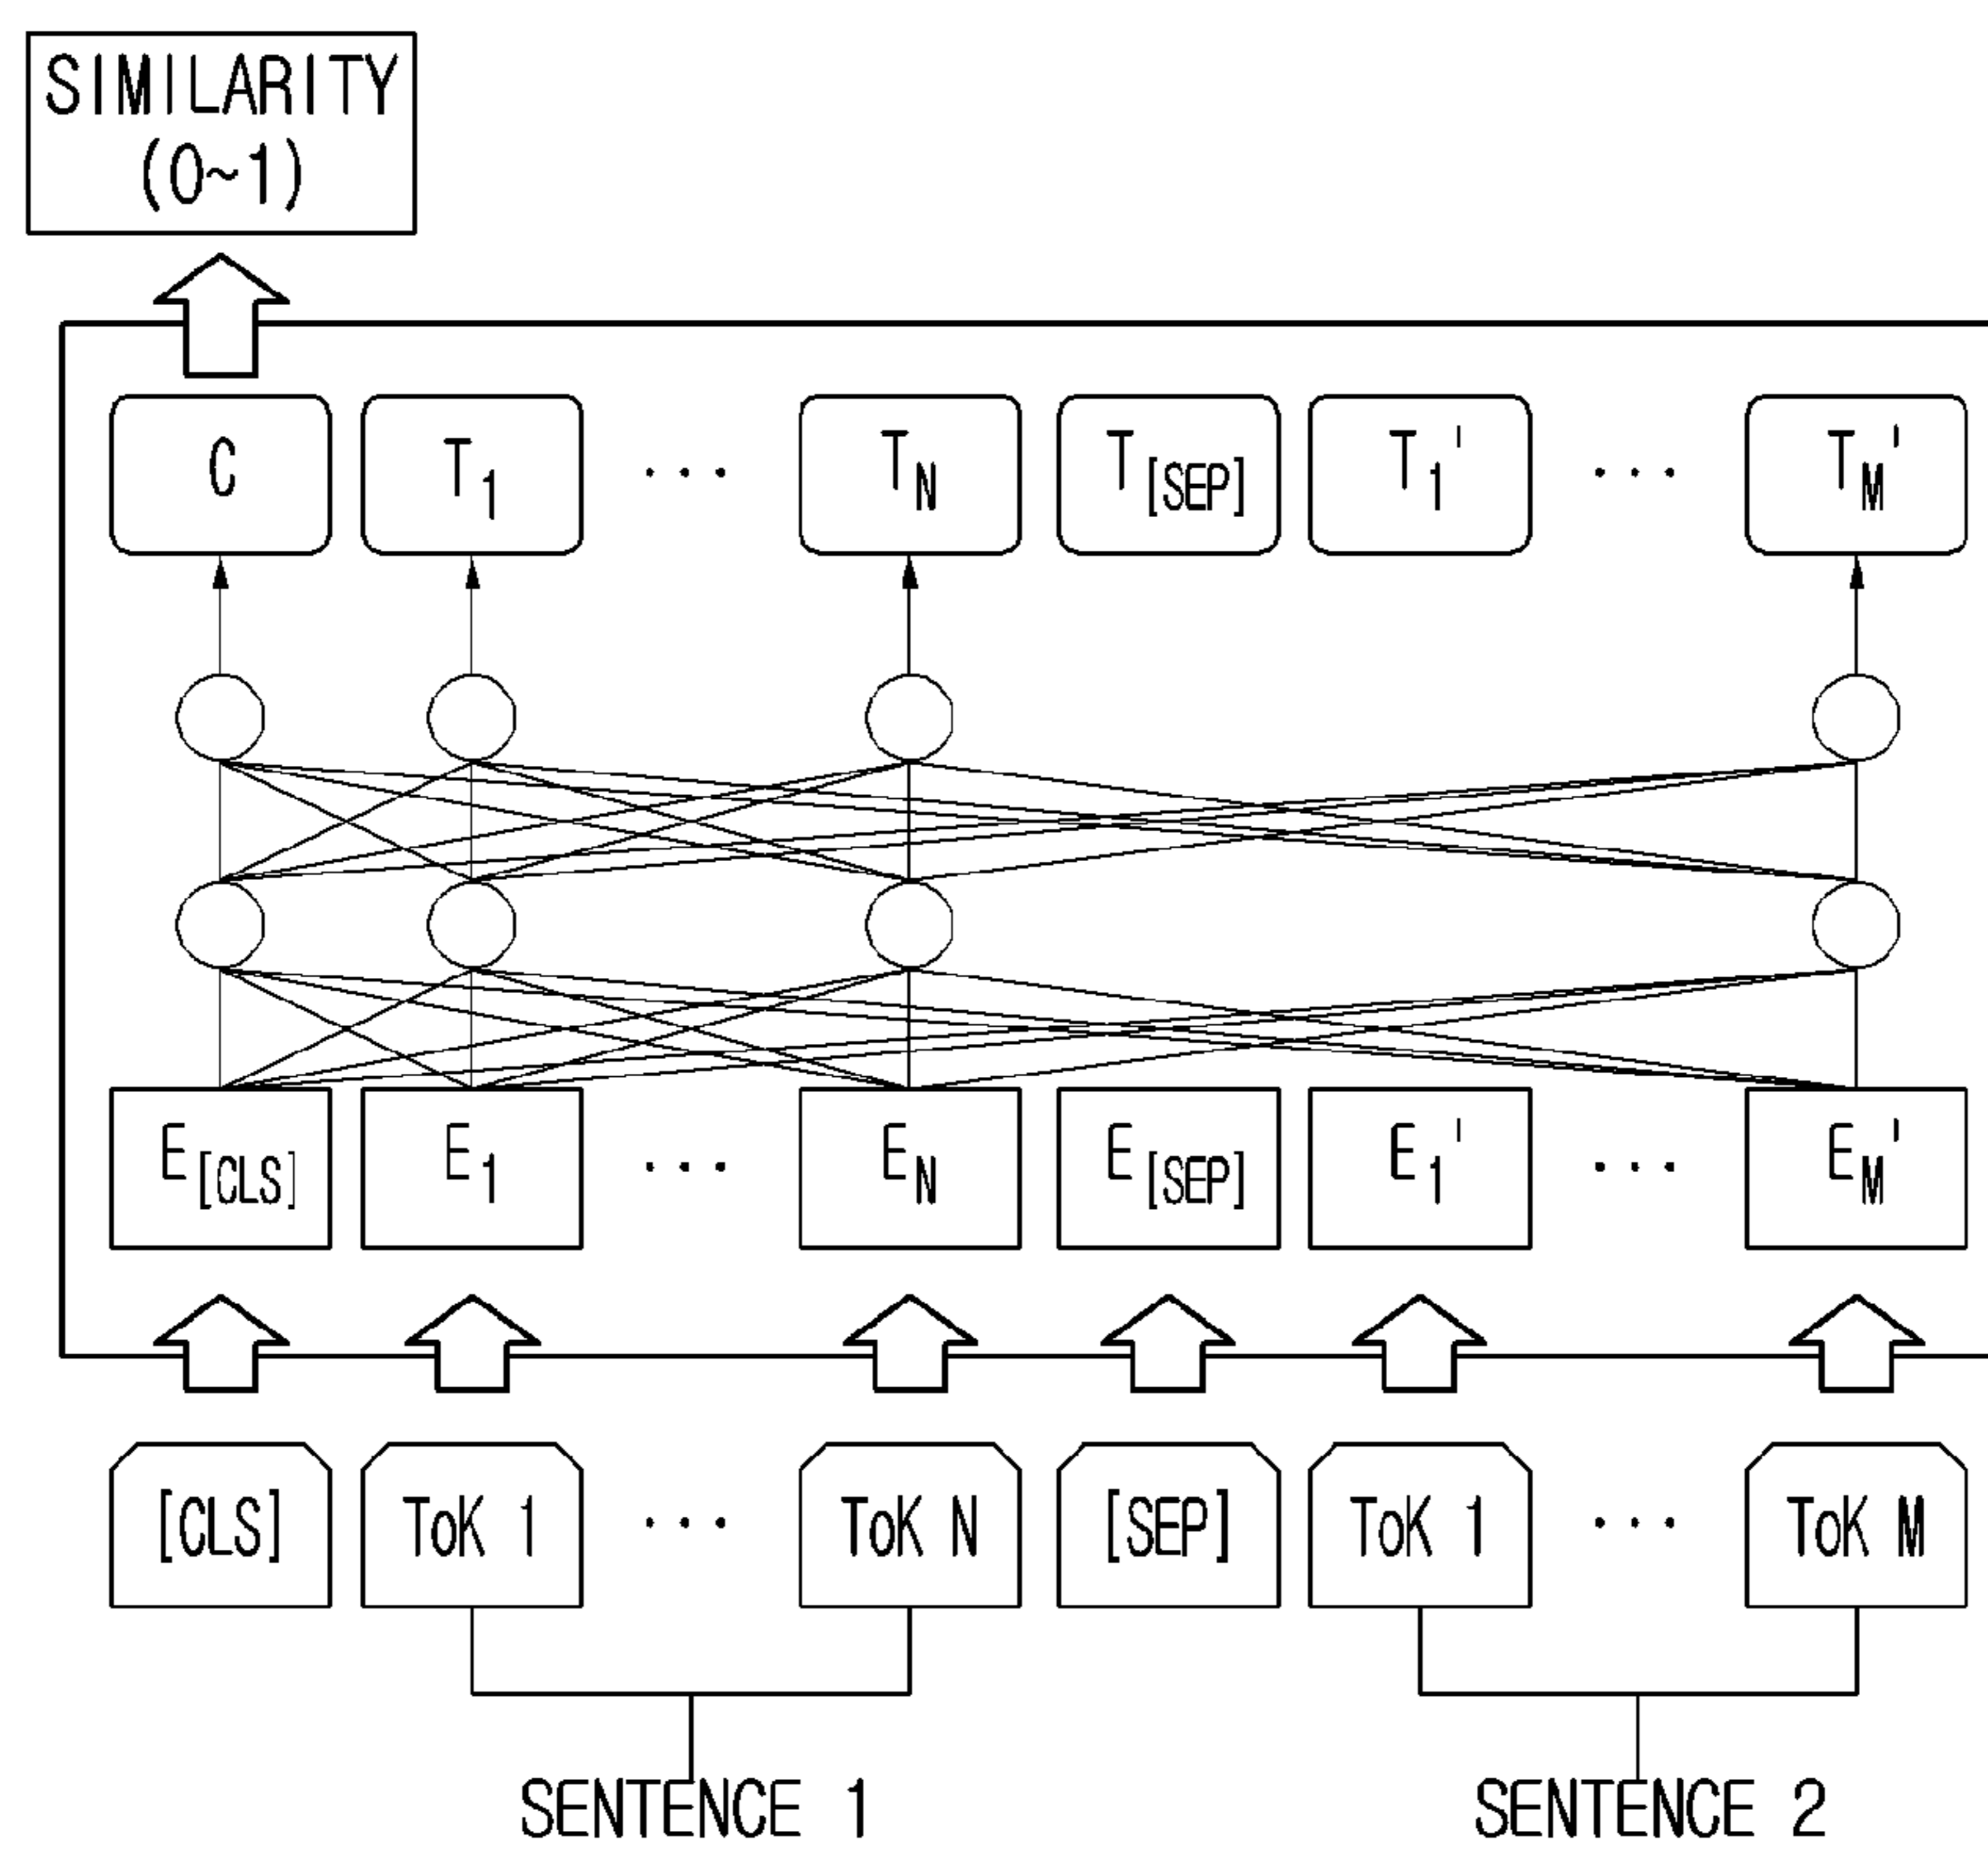 SIMILARITY
(0~1)
C T1 ... TN T[SEP] T1' ... TM'
E[CLS] E1 ... EN E[SEP] E1' ... EM'
[CLS] ToK 1 ... ToK N [SEP] ToK 1 ... ToK M
SENTENCE 1 SENTENCE 2